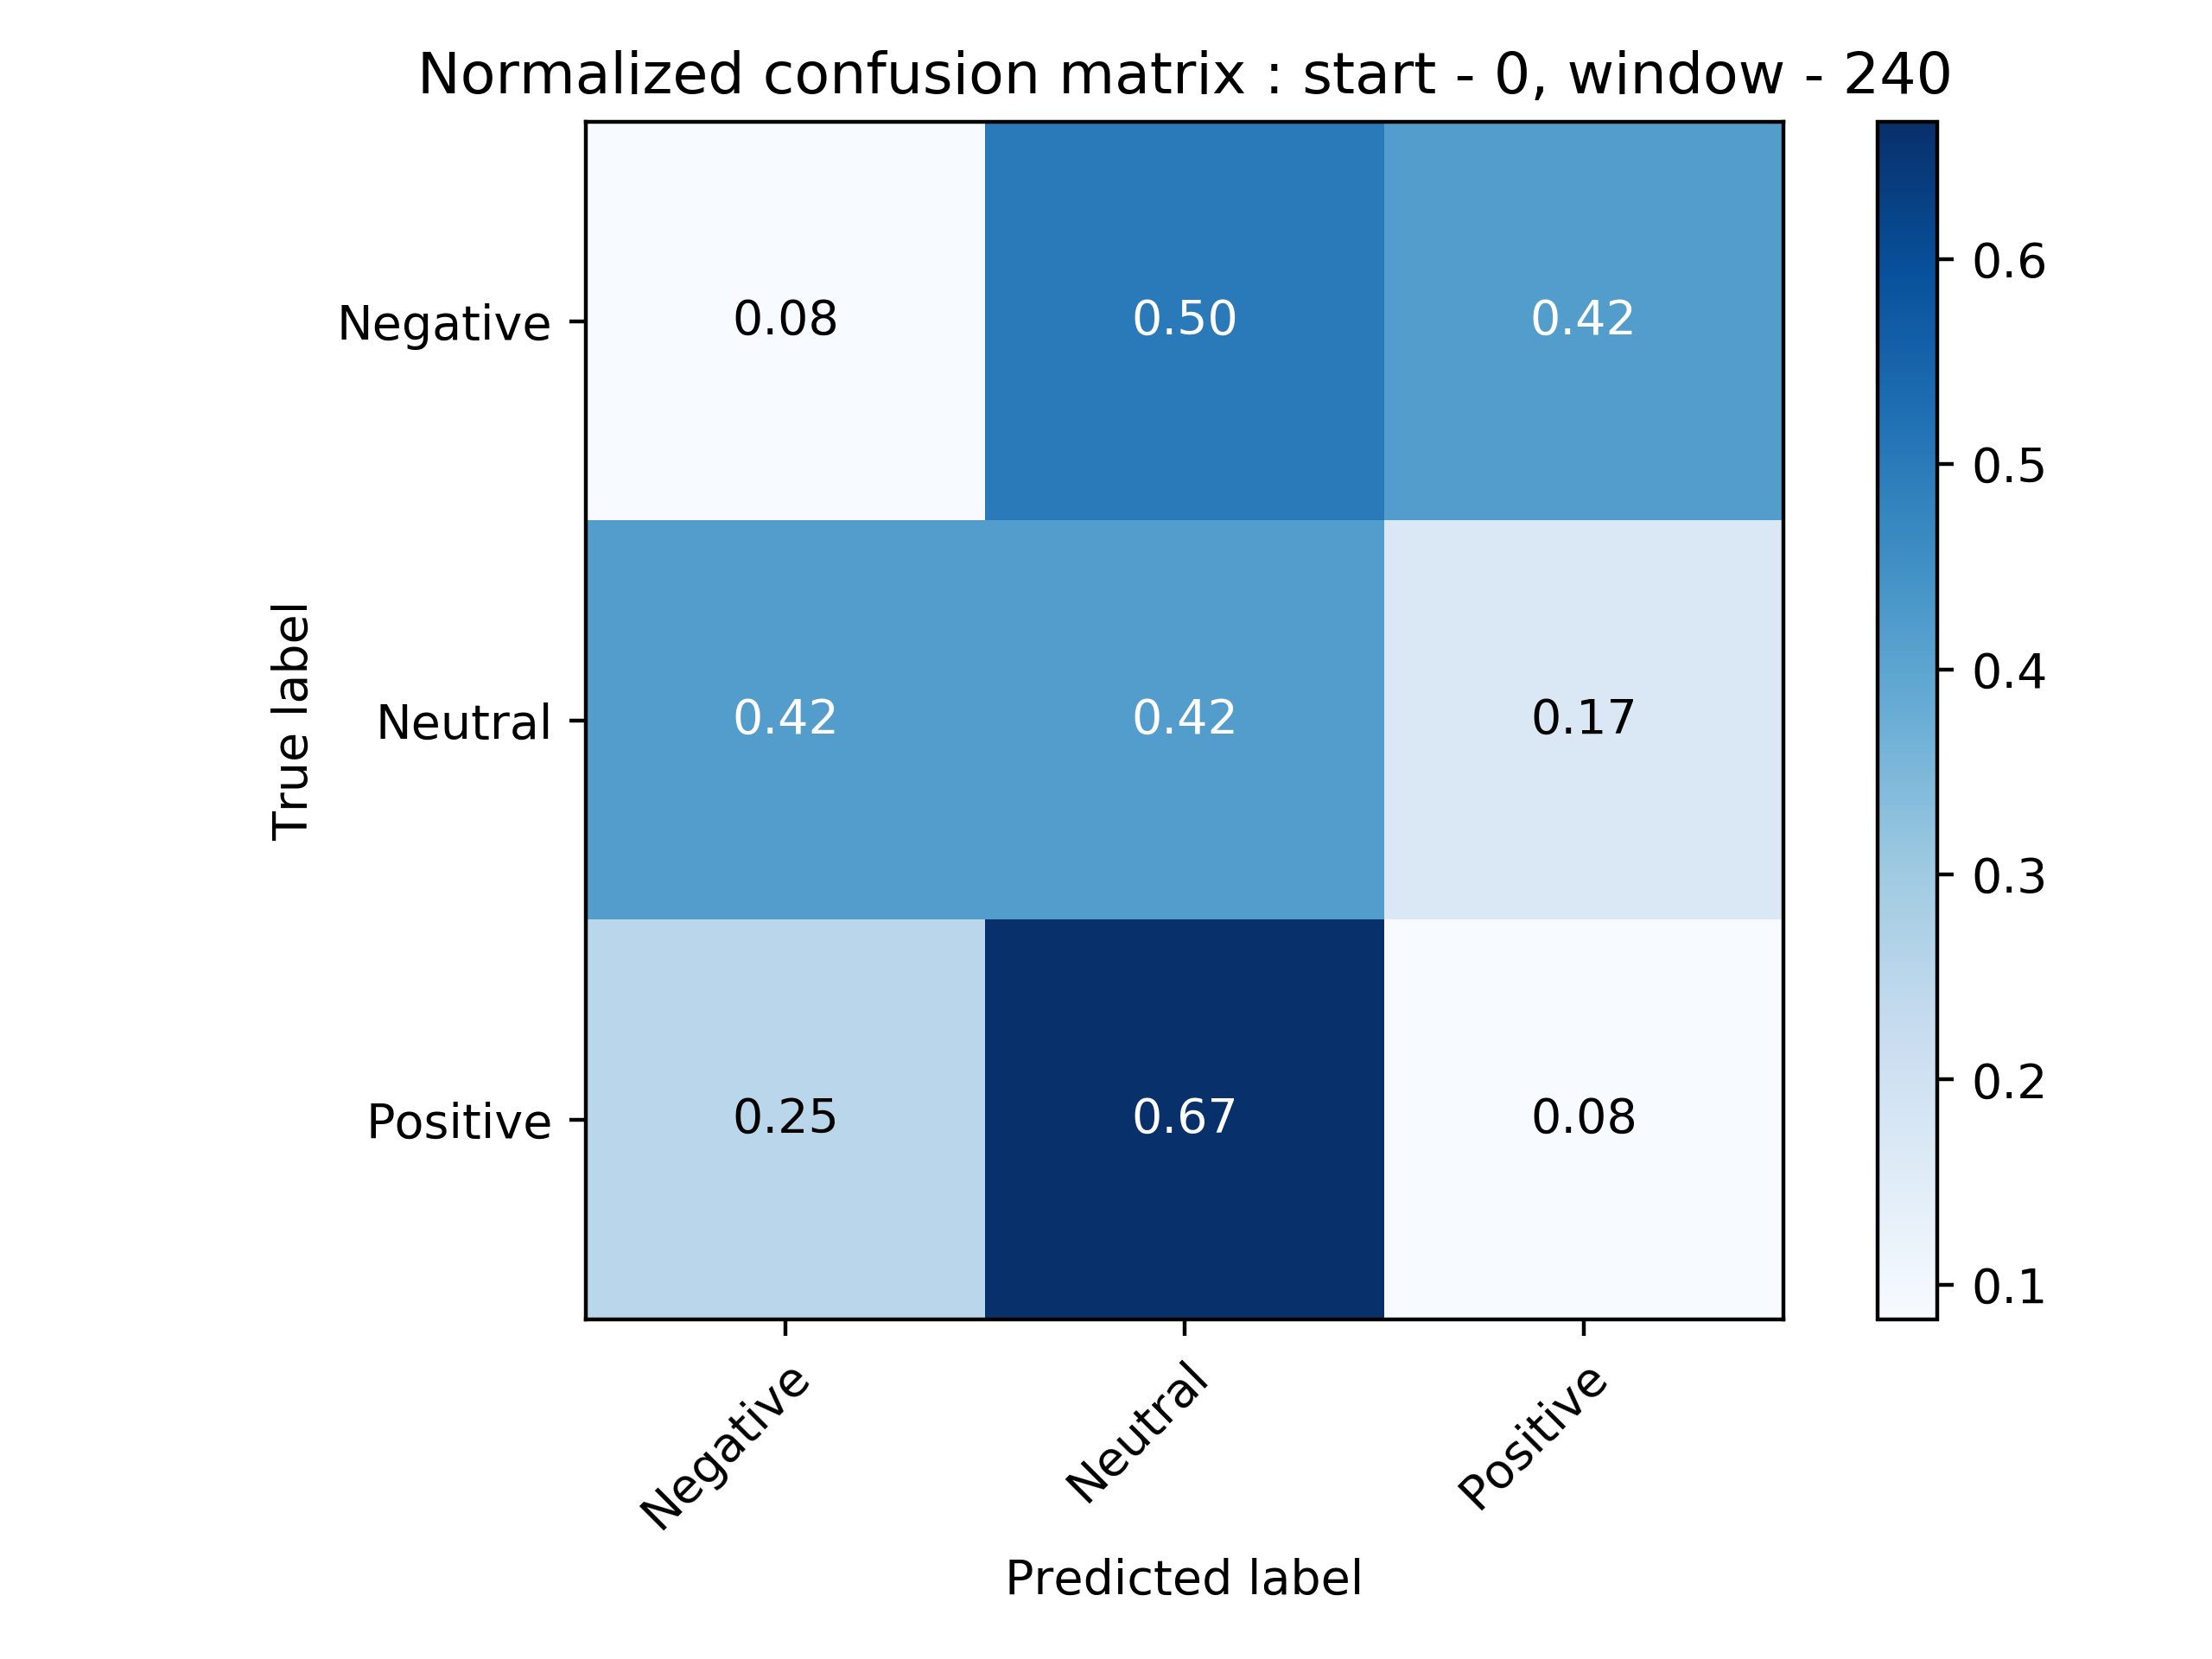 Normalized confusion matrix : start - 0, window - 240
Negative
0.08
0.50
0.42
Neutral
0.42
0.42
0.17
Positive
0.25
0.67
0.08
True label
Negative
Neutral
Positive
Predicted label
0.6
0.5
0.4
0.3
0.2
0.1